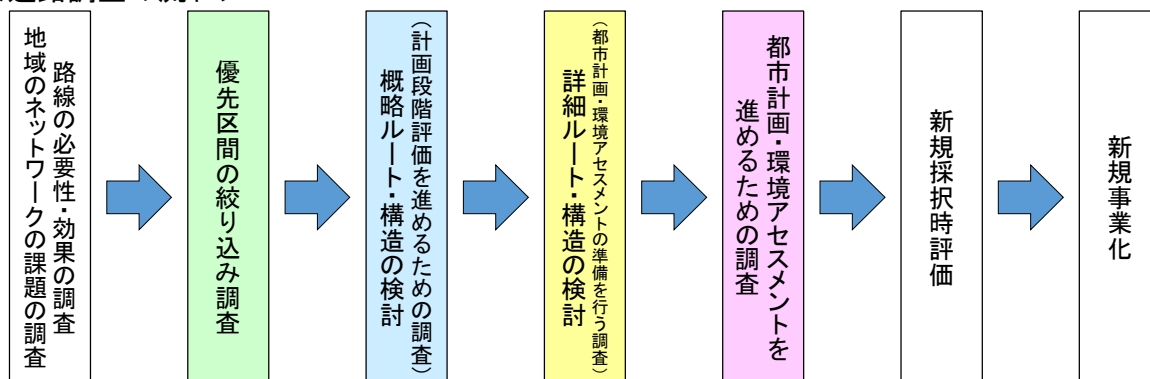 道路調査
路線の必要性・効果の調査
地域のネットワークの課題の調査
優先区間の絞り込み調査
（計画段階評価を進めるための調査）
概略ルート・構造の検討
（都市計画・環境アセスメントの準備を行う調査）
詳細ルート・構造の検討
都市計画・環境アセスメントを
進めるための調査
新規採択時評価
新規事業化